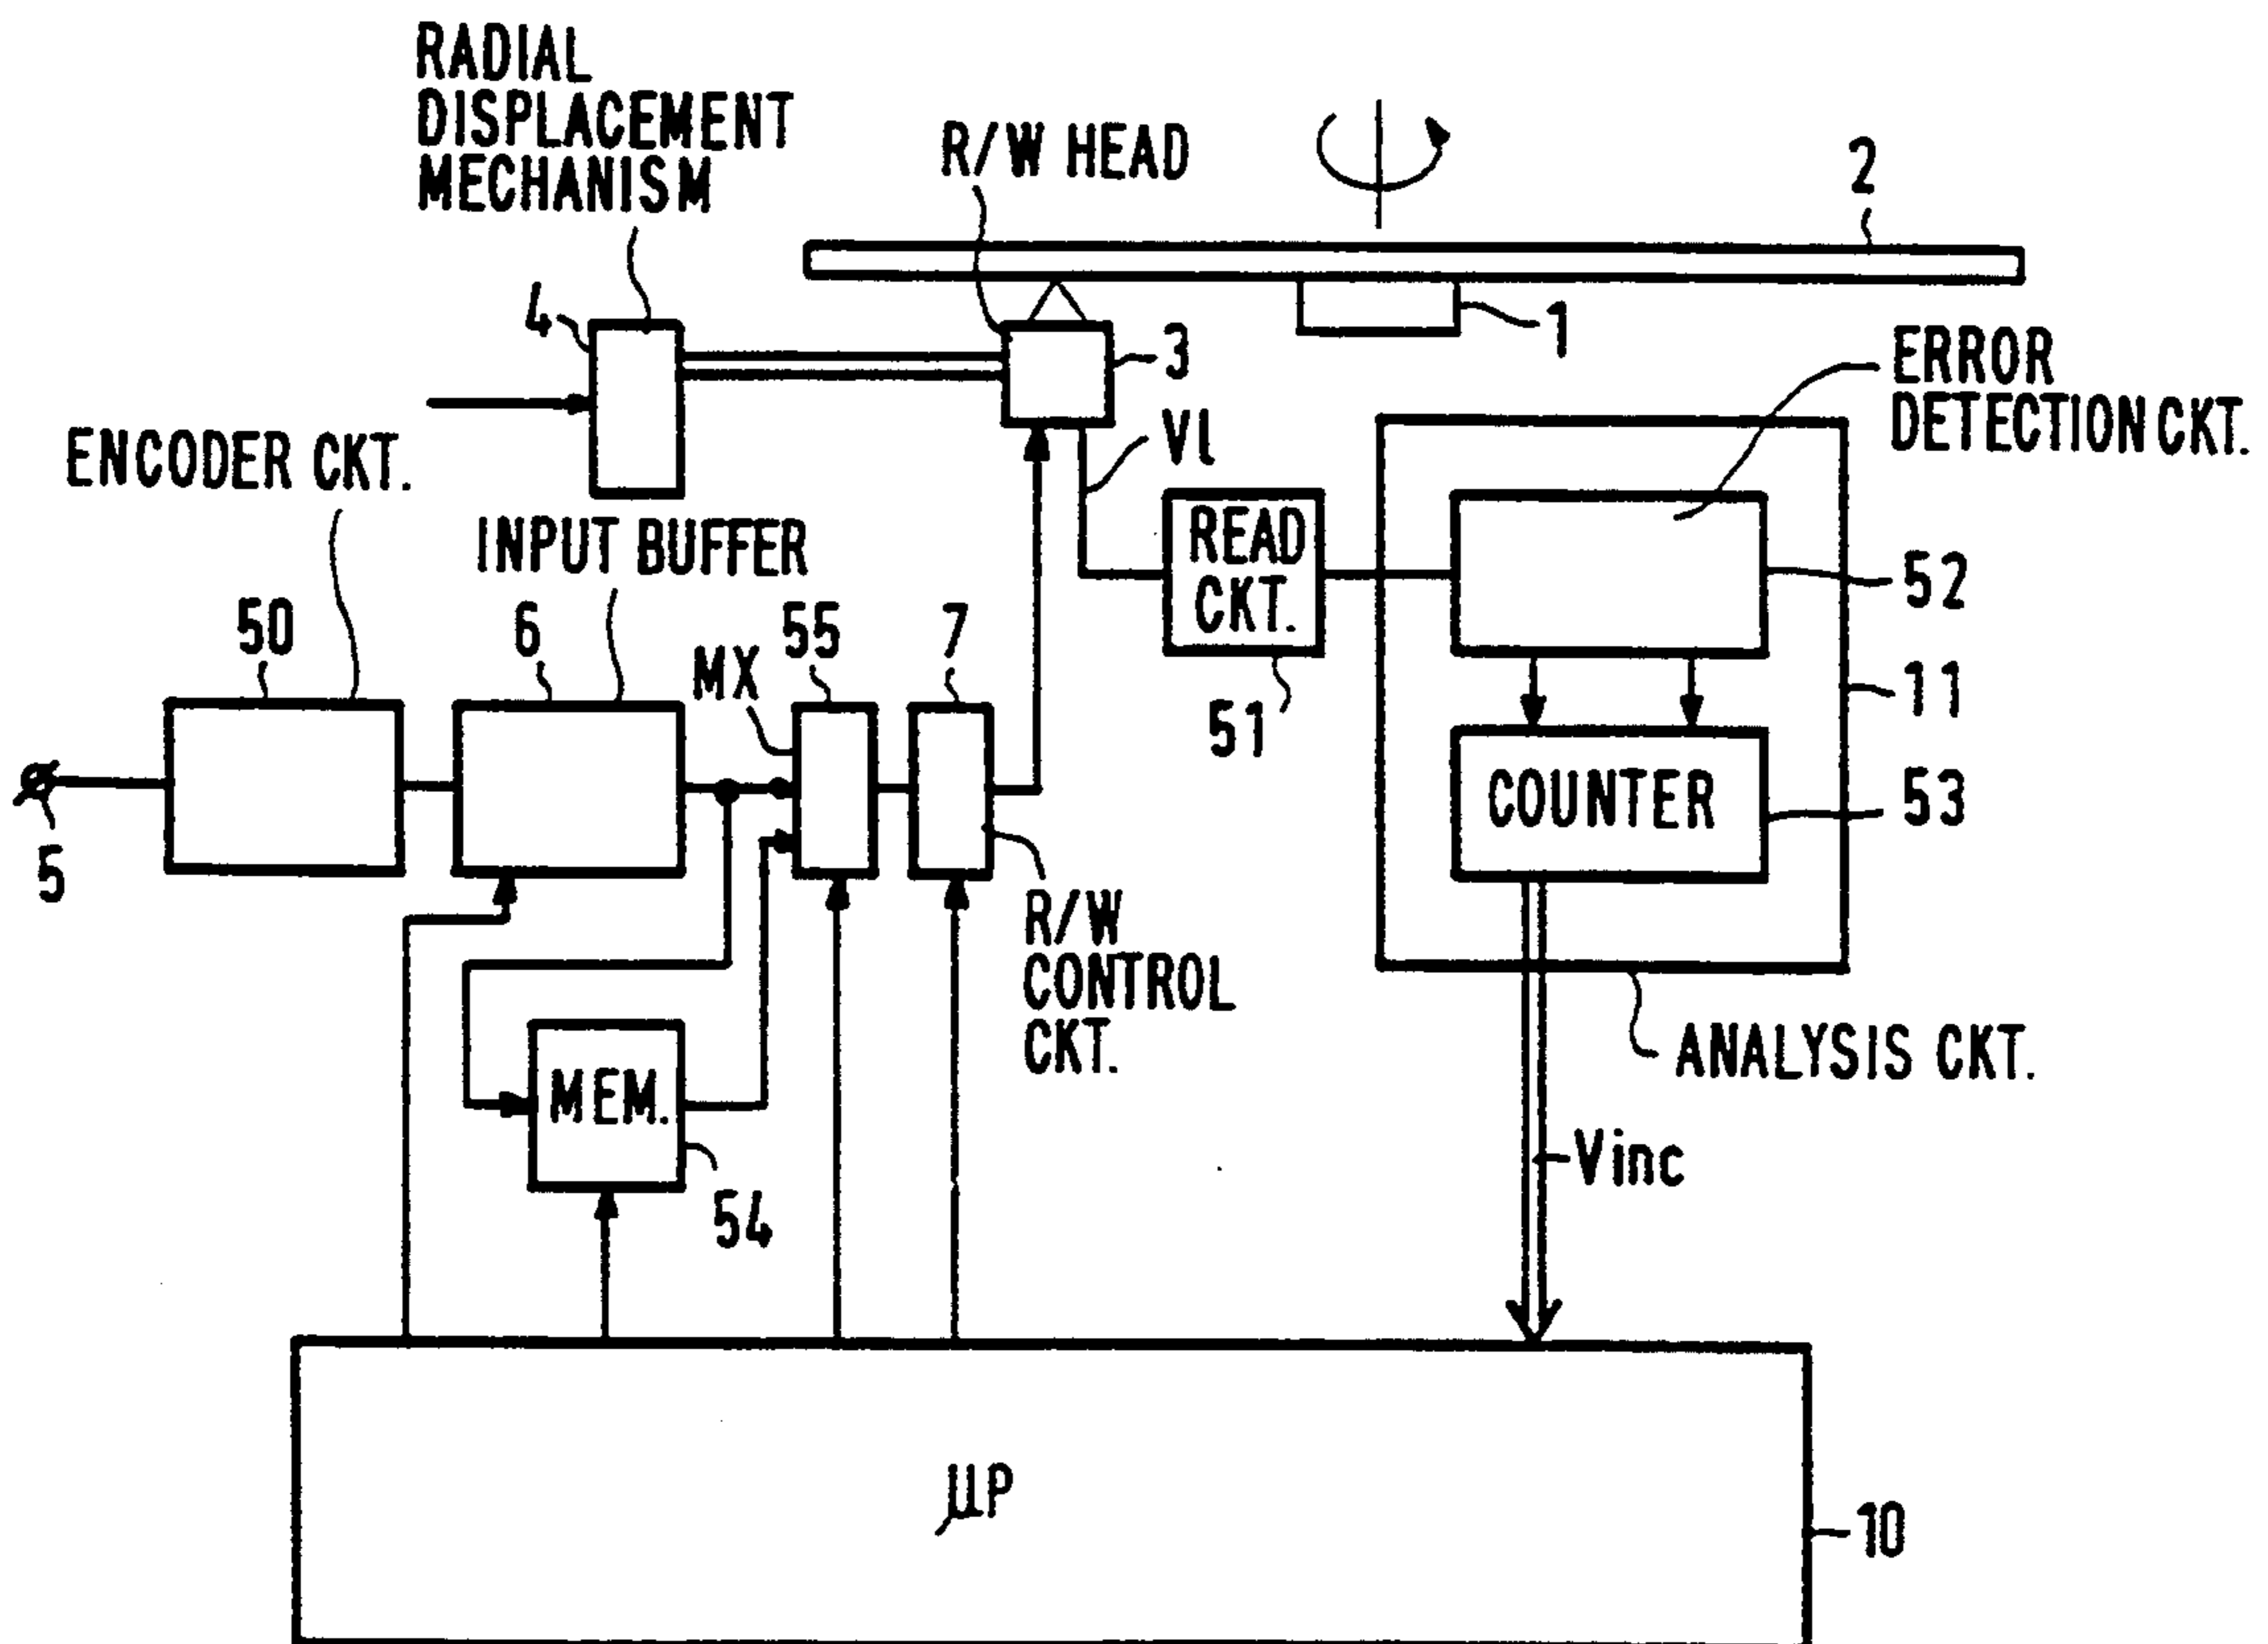 RADIAL
DISPLACEMENT
MECHANISM
R/W HEAD
2
4
3
1
ERROR
DETECTION CKT.
ENCODER CKT.
Vl
INPUT BUFFER
READ
CKT.
52
50
6
MX
55
7
51
11
COUNTER
53
5
R/W
CONTROL
CKT.
ANALYSIS CKT.
MEM.
54
Vinc
µP
10